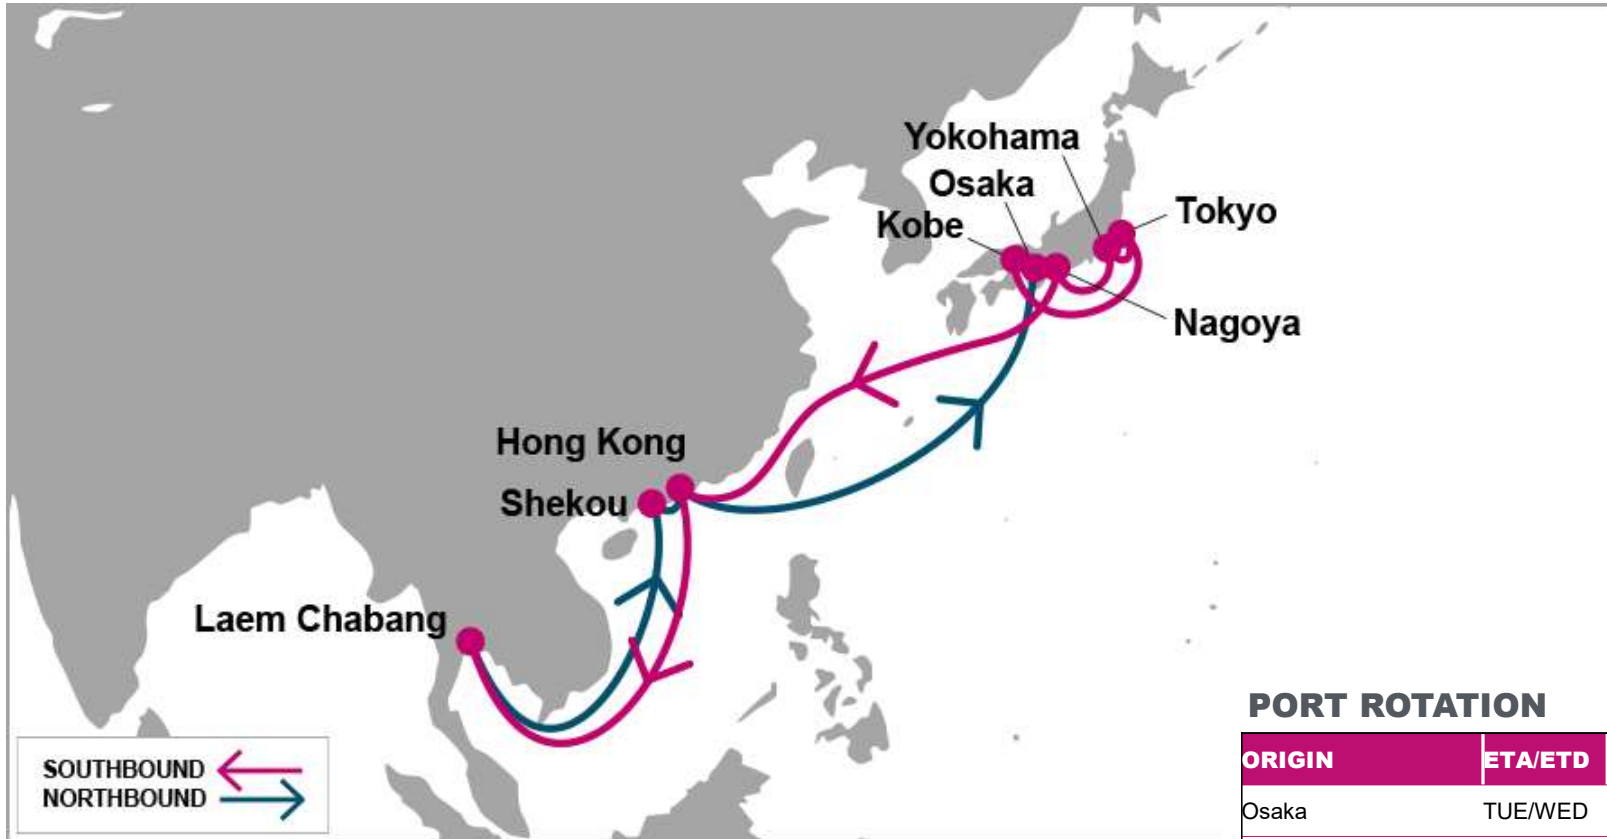 Yokohama
Osaka
Kobe
Tokyo
Nagoya
Hong Kong
Shekou
Laem Chabang
SOUTHBOUND
NORTHBOUND
PORT ROTATION
ORIGIN ETA/ETD
Osaka TUE/WED